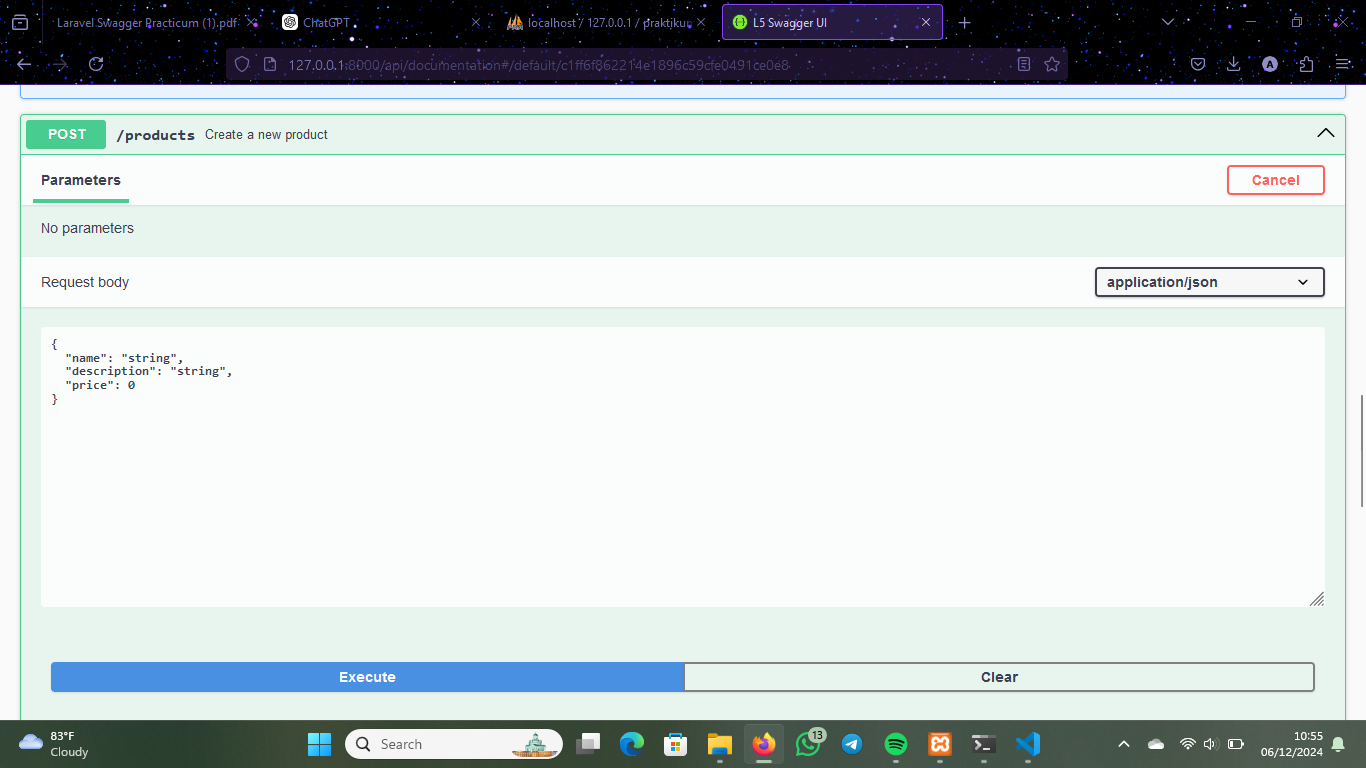 Laravel Swagger Practicum (1).pdf
ChatGPT
localhost / 127.0.0.1 / praktikur
L5 Swagger UI
127.0.0.1:8000/api/documentation#/default/c1ff6f862214e1896c59cfe0491ce0e8
A
POST /products Create a new product
Parameters
Cancel
No parameters
Request body
application/json
{
"name": "string",
"description": "string",
"price": 0
}
Execute
Clear
83°F
Cloudy
Search
13
10:55
06/12/2024